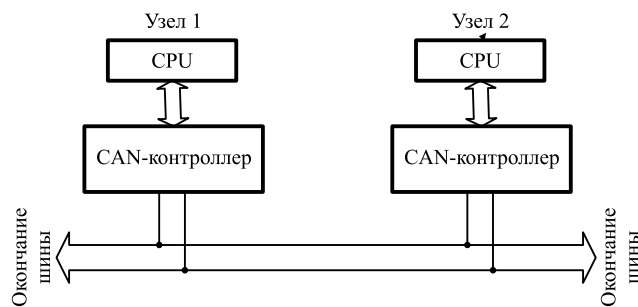 Узел 1
Узел 2
CPU
CPU
CAN-контроллер
CAN-контроллер
Окончание
шины
Окончание
шины